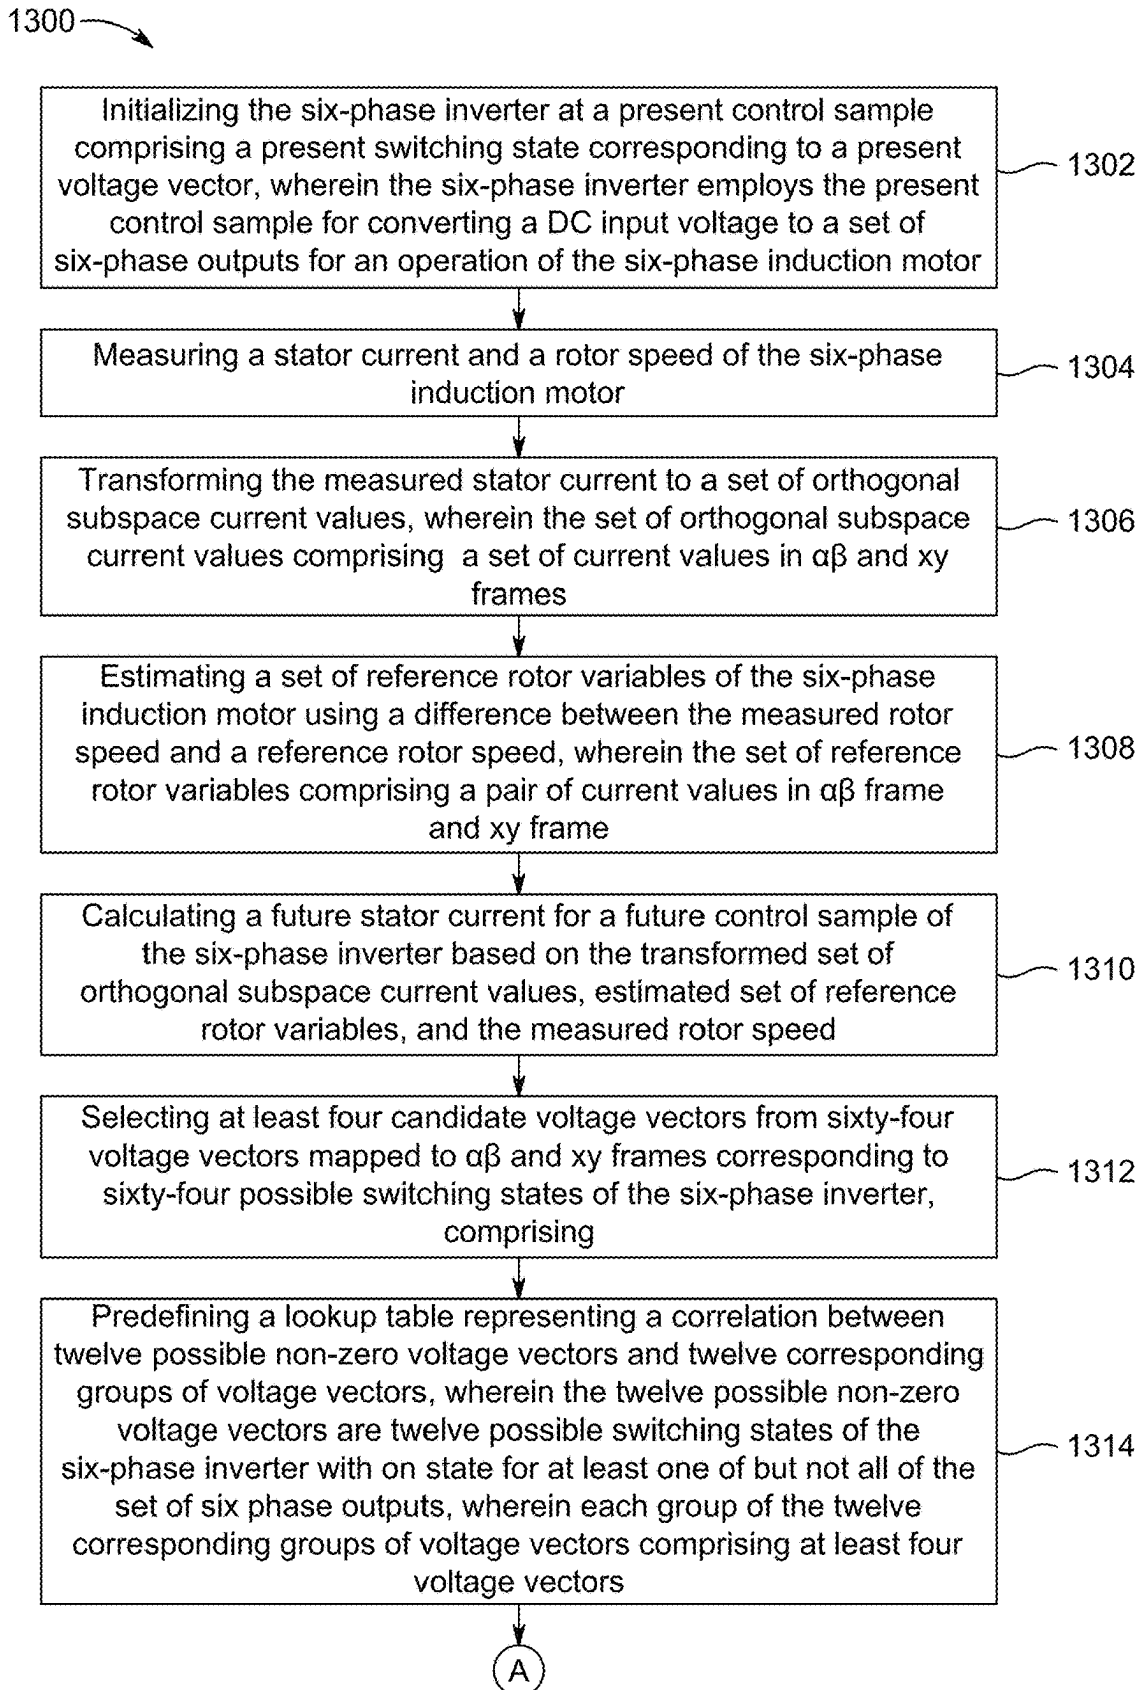 1300
Initializing the six-phase inverter at a present control sample
comprising a present switching state corresponding to a present
voltage vector, wherein the six-phase inverter employs the present
control sample for converting a DC input voltage to a set of
six-phase outputs for an operation of the six-phase induction motor
1302
Measuring a stator current and a rotor speed of the six-phase
induction motor
1304
Transforming the measured stator current to a set of orthogonal
subspace current values, wherein the set of orthogonal subspace
current values comprising a set of current values in αβ and xy
frames
1306
Estimating a set of reference rotor variables of the six-phase
induction motor using a difference between the measured rotor
speed and a reference rotor speed, wherein the set of reference
rotor variables comprising a pair of current values in αβ frame
and xy frame
1308
Calculating a future stator current for a future control sample of
the six-phase inverter based on the transformed set of
orthogonal subspace current values, estimated set of reference
rotor variables, and the measured rotor speed
1310
Selecting at least four candidate voltage vectors from sixty-four
voltage vectors mapped to αβ and xy frames corresponding to
sixty-four possible switching states of the six-phase inverter,
comprising
1312
Predefining a lookup table representing a correlation between
twelve possible non-zero voltage vectors and twelve corresponding
groups of voltage vectors, wherein the twelve possible non-zero
voltage vectors are twelve possible switching states of the
six-phase inverter with on state for at least one of but not all of the
set of six phase outputs, wherein each group of the twelve
corresponding groups of voltage vectors comprising at least four
voltage vectors
1314
A